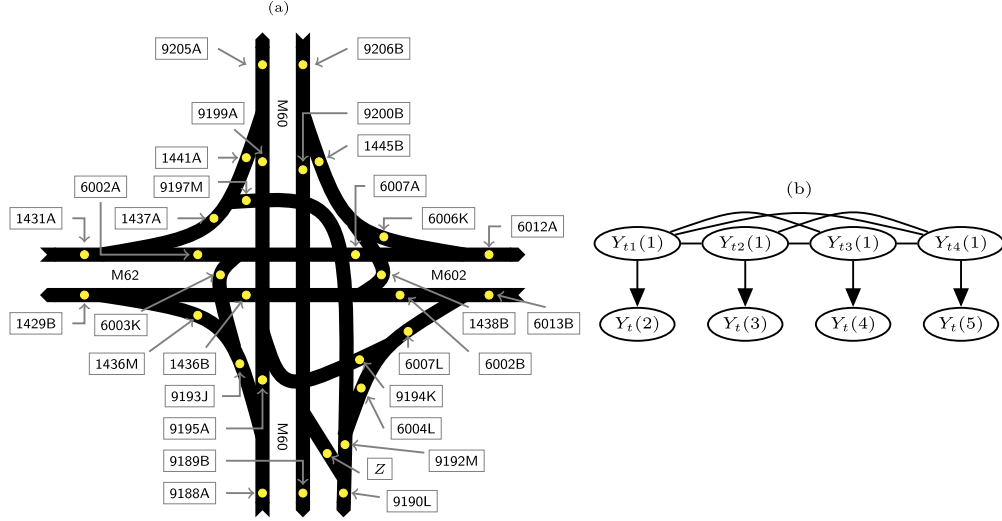 (a)
9205A
9206B
M60
9199A
9200B
1441A
1445B
9197M
6002A
6007A
1431A
1437A
6006K
6012A
M62
M602
1429B
6003K
1438B
6013B
1436M
1436B
6007L
6002B
9193J
9194K
9195A
6004L
M60
9189B
9192M
Z
9188A
9190L
(b)
Y_{t1}(1) Y_{t2}(1) Y_{t3}(1) Y_{t4}(1)
Y_t(2) Y_t(3) Y_t(4) Y_t(5)